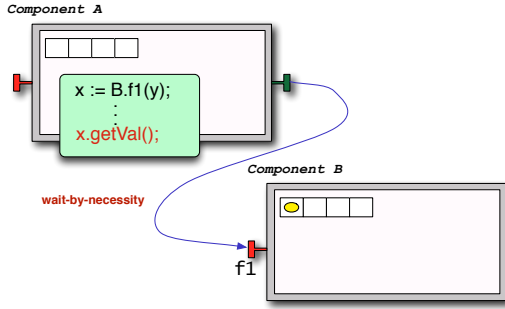 Component A
x := B.f1(y);
:
x.getVal();
Component B
wait-by-necessity
f1